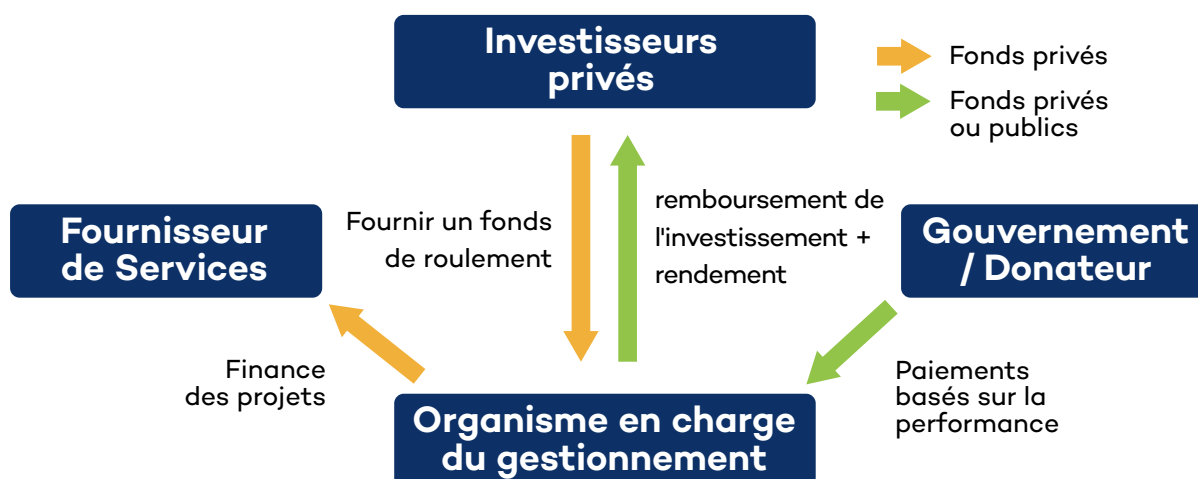 Investisseurs
privés
Fonds privés
Fonds privés
ou publics
Fournisseur
de Services
Fournir un fonds
de roulement
remboursement de
l'investissement +
rendement
Gouvernement
/ Donateur
Finance
des projets
Paiements
basés sur la
performance
Organisme en charge
du gestionnement